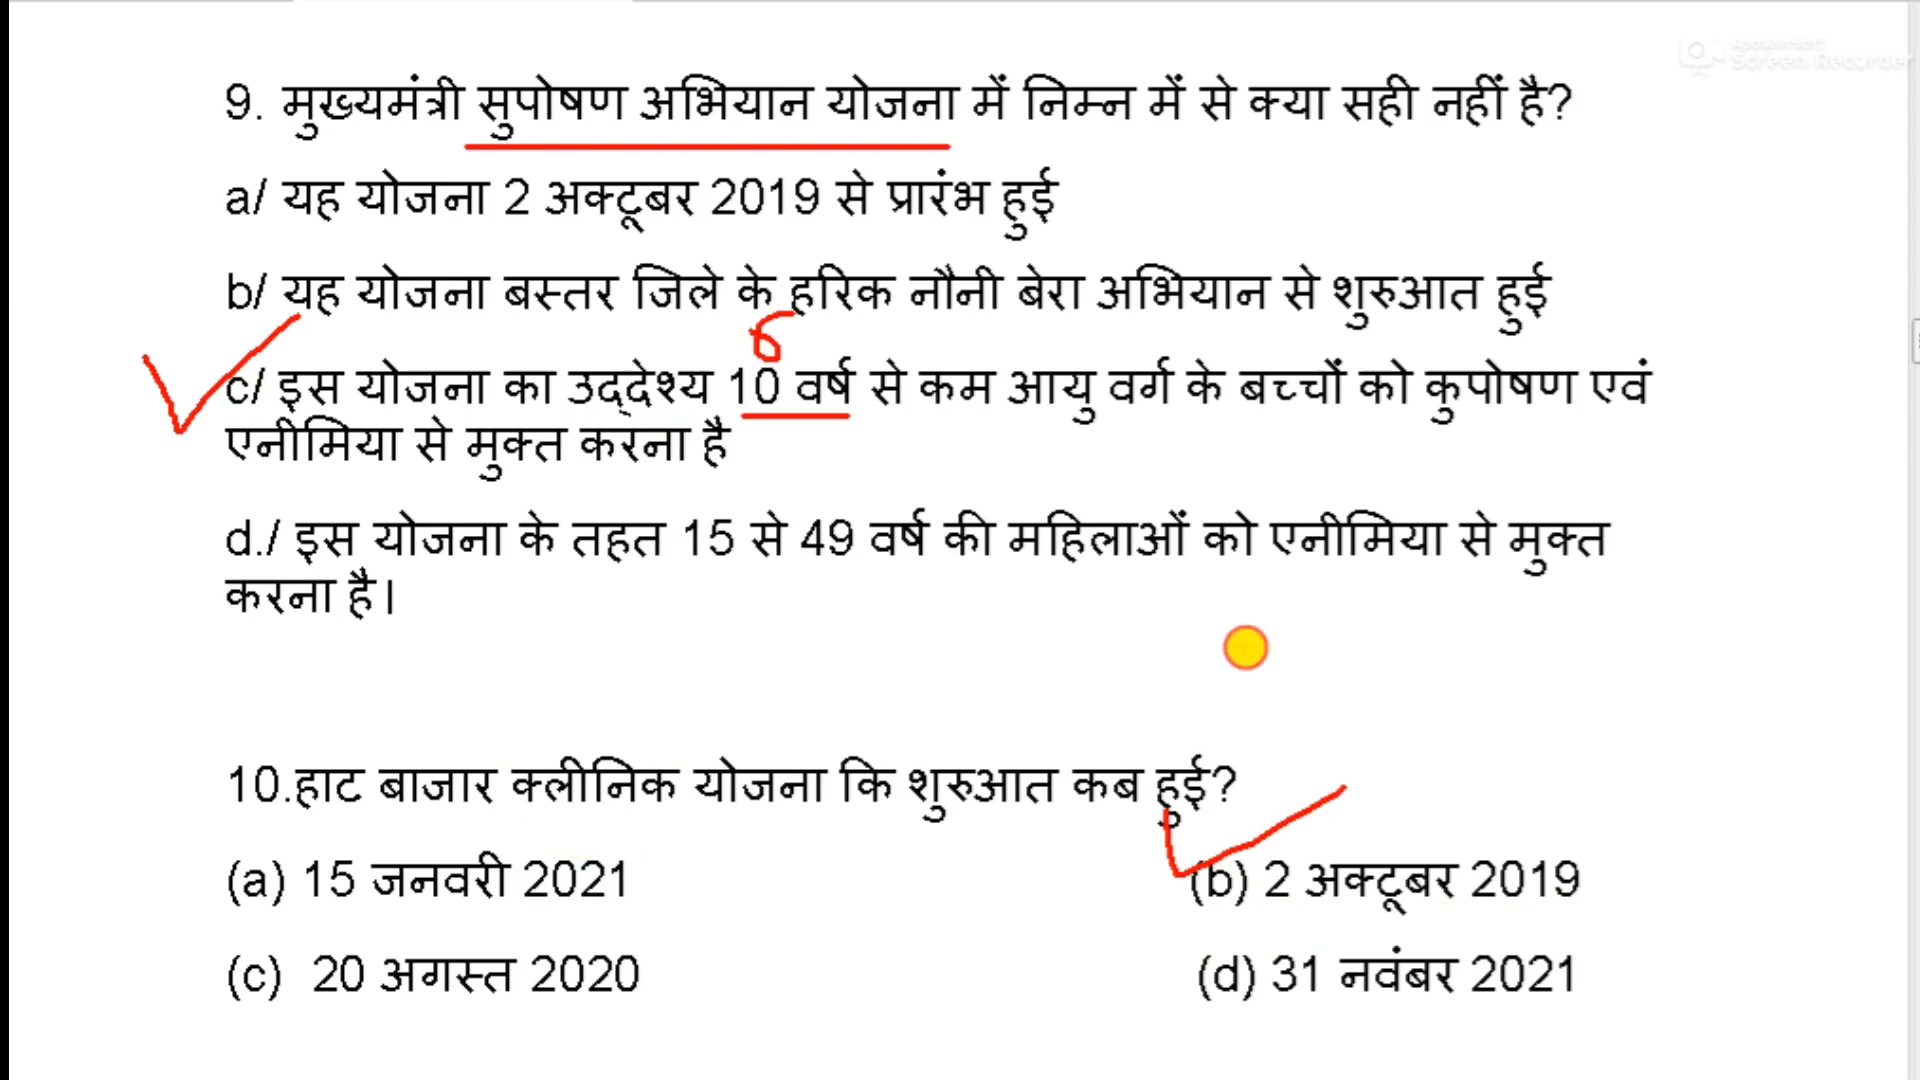 Apowersoft
Screen Recorder
9. मुख्यमंत्री सुपोषण अभियान योजना में निम्न में से क्या सही नहीं है?
a/ यह योजना 2 अक्टूबर 2019 से प्रारंभ हुई
b/ यह योजना बस्तर जिले के हरिक नौनी बेरा अभियान से शुरुआत हुई
6
c/ इस योजना का उद्देश्य 10 वर्ष से कम आयु वर्ग के बच्चों को कुपोषण एवं
एनीमिया से मुक्त करना है
d./ इस योजना के तहत 15 से 49 वर्ष की महिलाओं को एनीमिया से मुक्त
करना है।
10.हाट बाजार क्लीनिक योजना कि शुरुआत कब हुई?
(a) 15 जनवरी 2021 (b) 2 अक्टूबर 2019
(c) 20 अगस्त 2020 (d) 31 नवंबर 2021